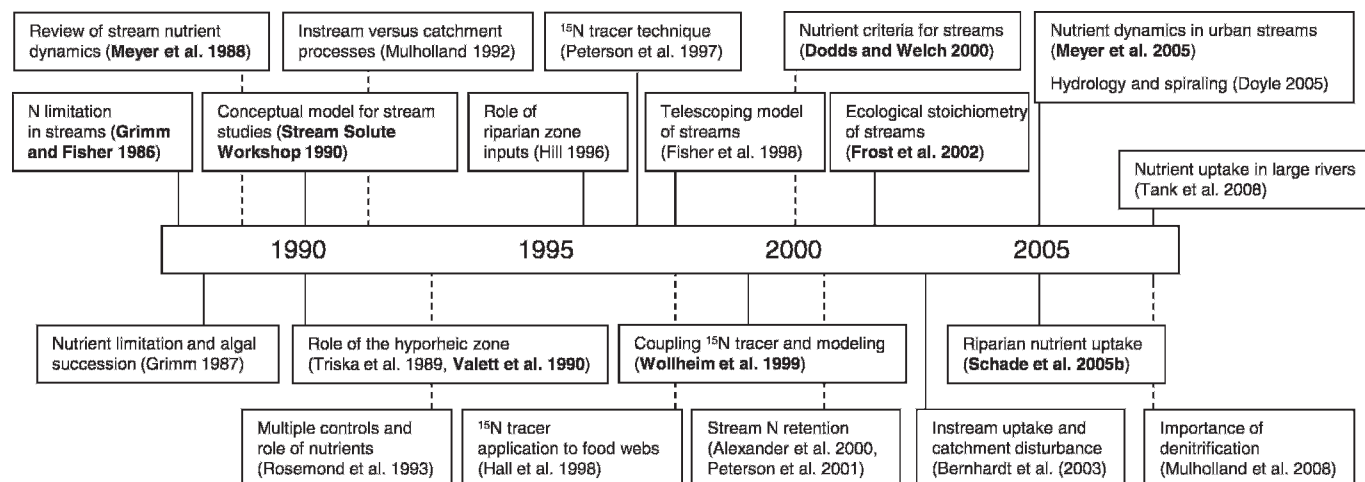 Review of stream nutrient
dynamics (Meyer et al. 1988)
Instream versus catchment
processes (Mulholland 1992)
¹⁵N tracer technique
(Peterson et al. 1997)
Nutrient criteria for streams
(Dodds and Welch 2000)
Nutrient dynamics in urban streams
(Meyer et al. 2005)
Hydrology and spiraling (Doyle 2005)
N limitation
in streams (Grimm
and Fisher 1986)
Conceptual model for stream
studies (Stream Solute
Workshop 1990)
Role of
riparian zone
inputs (Hill 1996)
Telescoping model
of streams
(Fisher et al. 1998)
Ecological stoichiometry
of streams
(Frost et al. 2002)
Nutrient uptake in large rivers
(Tank et al. 2008)
1990 1995 2000 2005
Nutrient limitation and algal
succession (Grimm 1987)
Role of the hyporheic zone
(Triska et al. 1989, Valett et al. 1990)
Coupling ¹⁵N tracer and modeling
(Wollheim et al. 1999)
Riparian nutrient uptake
(Schade et al. 2005b)
Multiple controls and
role of nutrients
(Rosemond et al. 1993)
¹⁵N tracer
application to food webs
(Hall et al. 1998)
Stream N retention
(Alexander et al. 2000,
Peterson et al. 2001)
Instream uptake and
catchment disturbance
(Bernhardt et al. (2003)
Importance of
denitrification
(Mulholland et al. 2008)